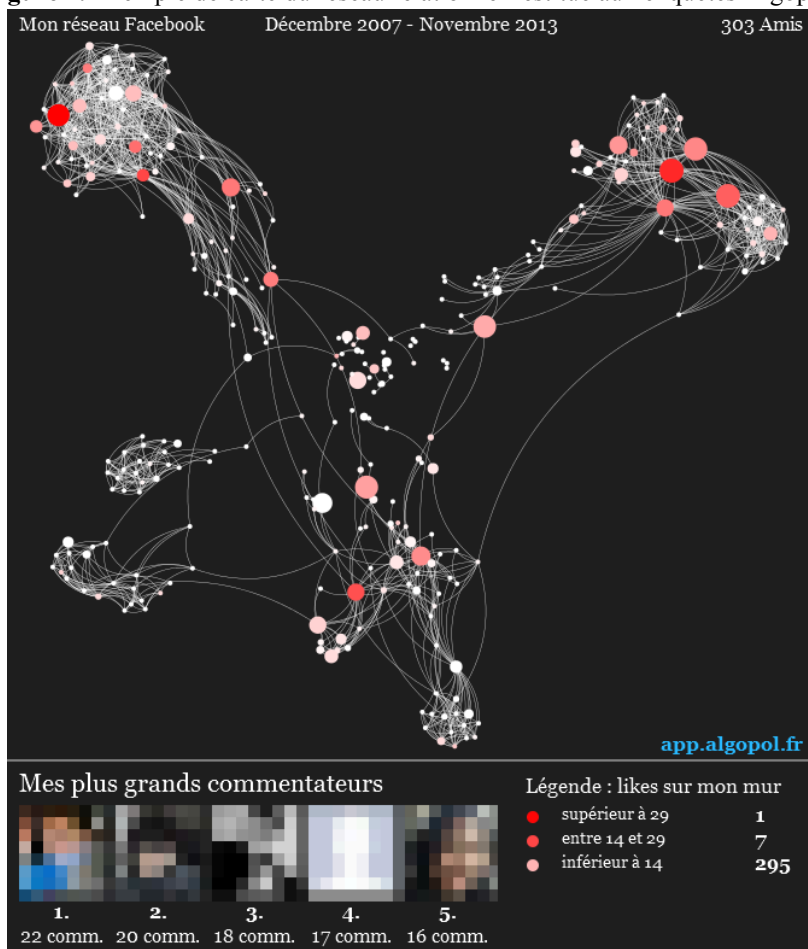 Mon réseau Facebook Décembre 2007 - Novembre 2013 303 Amis
app.algopol.fr
Mes plus grands commentateurs
1. 2. 3. 4. 5.
22 comm. 20 comm. 18 comm. 17 comm. 16 comm.
Légende : likes sur mon mur
supérieur à 29 1
entre 14 et 29 7
inférieur à 14 295